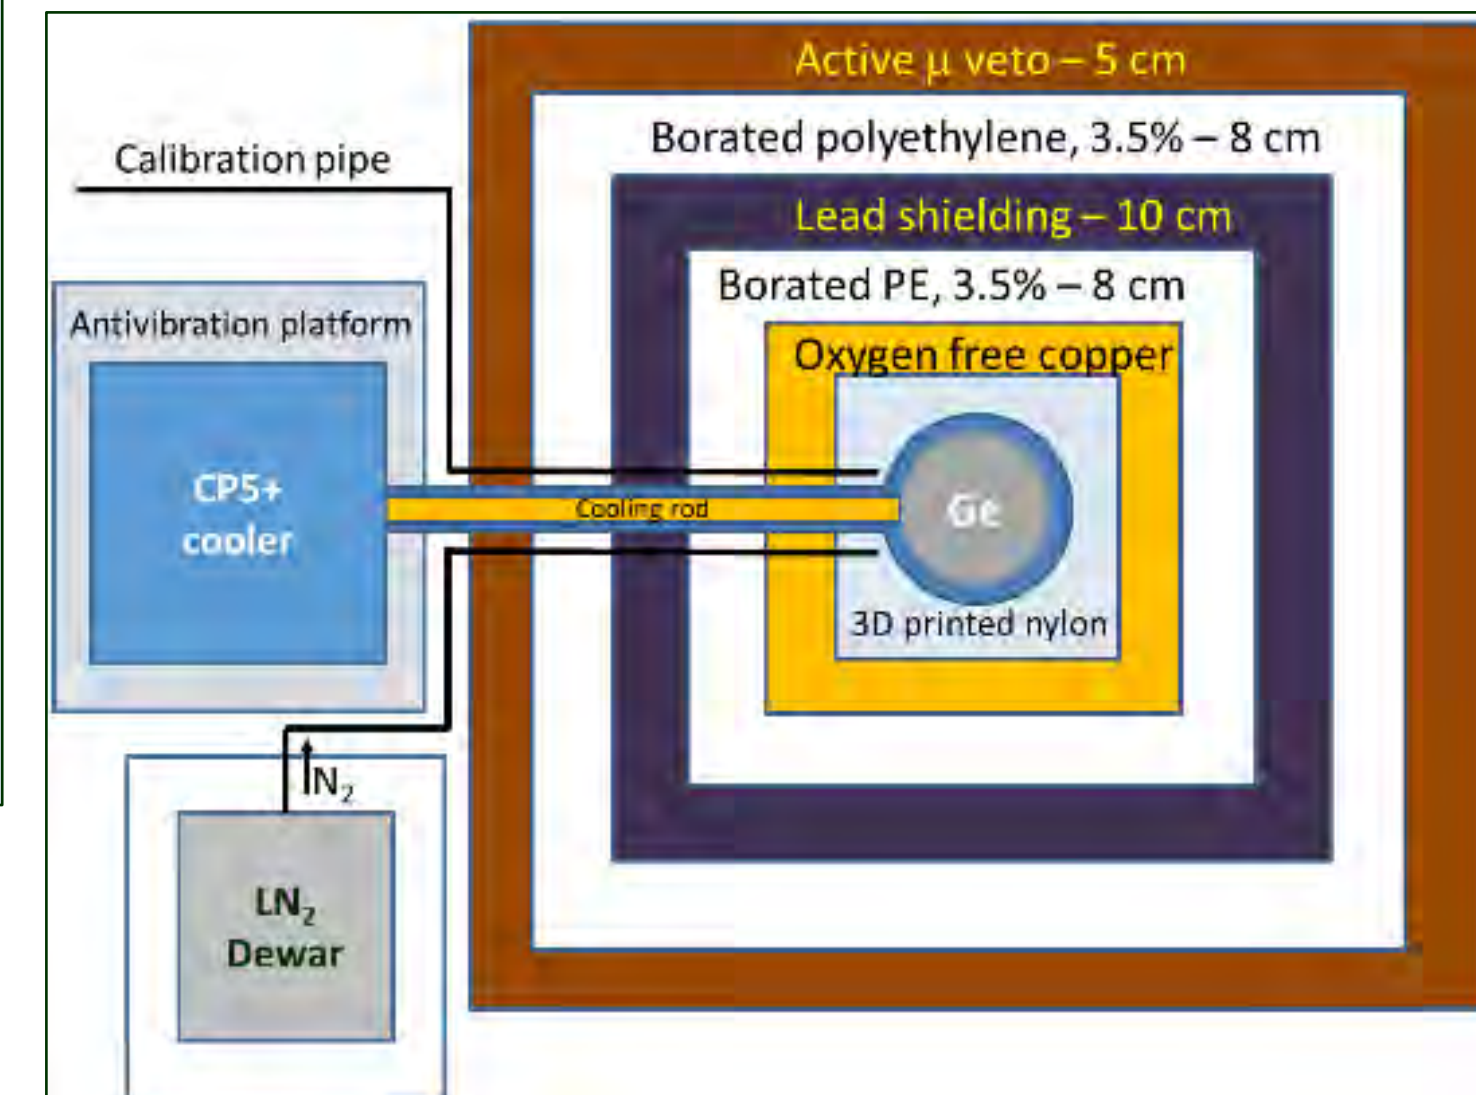 Active μ veto – 5 cm
Borated polyethylene, 3.5% – 8 cm
Calibration pipe
Lead shielding – 10 cm
Borated PE, 3.5% – 8 cm
Antivibration platform
Oxygen free copper
CP5+
cooler
Cooling rod
Ge
3D printed nylon
N₂
LN₂
Dewar